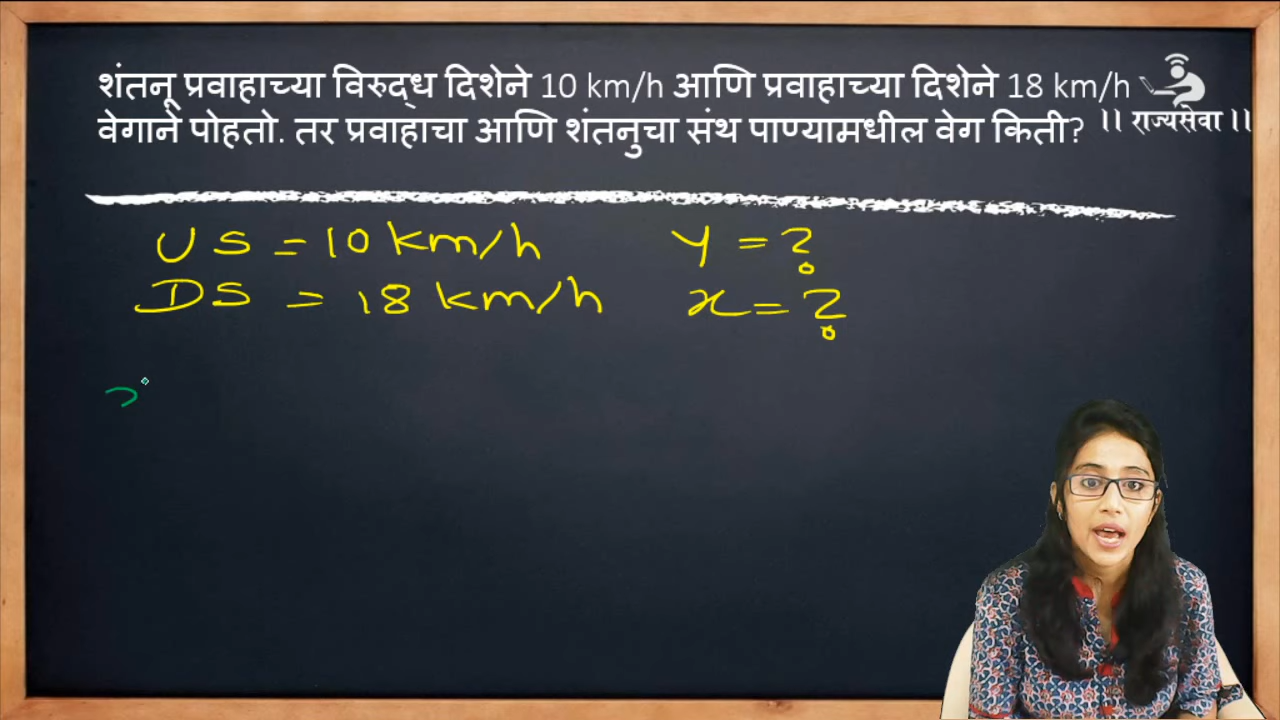 शंतनू प्रवाहाच्या विरुद्ध दिशेने 10 km/h आणि प्रवाहाच्या दिशेने 18 km/h
वेगाने पोहतो. तर प्रवाहाचा आणि शंतनुचा संथ पाण्यामधील वेग किती?
।। राज्यसेवा ।।
US = 10 km/h
y = ?
DS = 18 km/h
x = ?